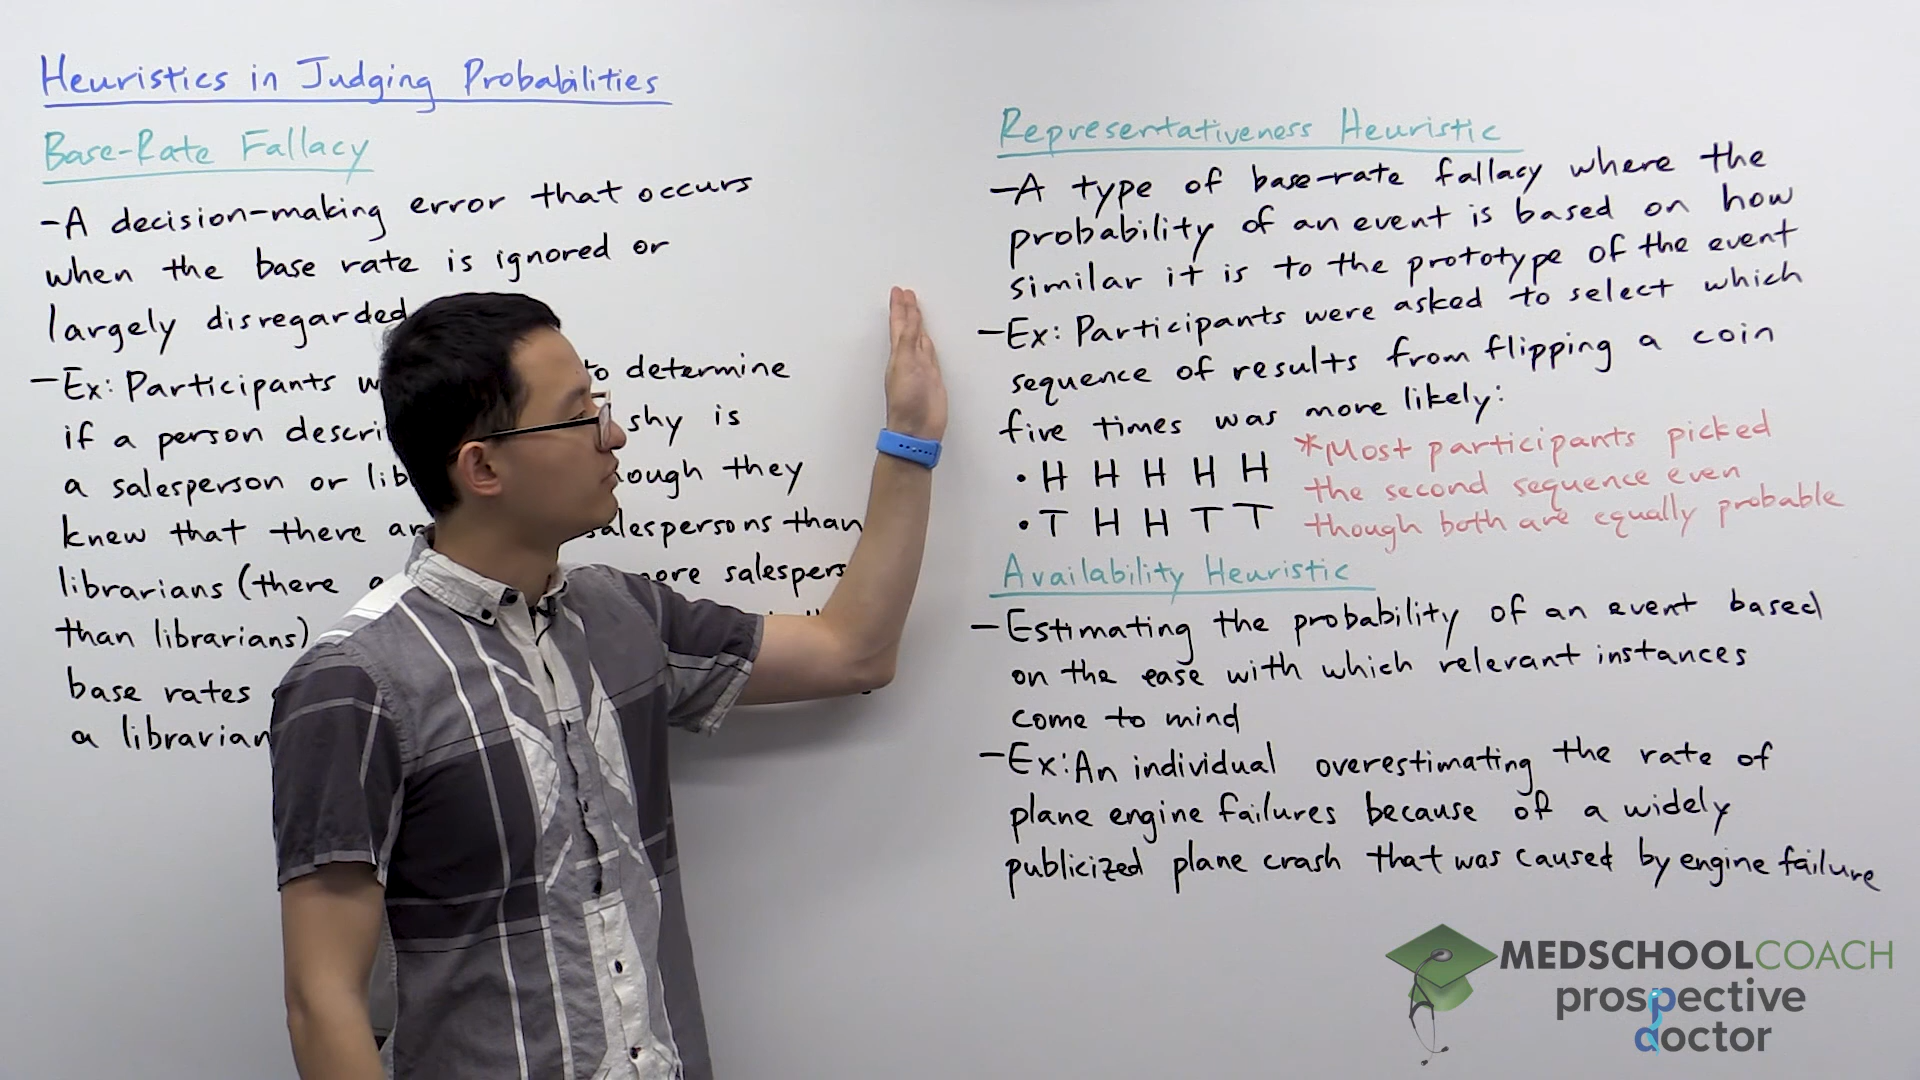 Heuristics in Judging Probabilities
Base-Rate Fallacy
-A decision-making error that occurs
when the base rate is ignored or
largely disregarded
-Ex: Participants to determine
if a person shy is
a salesperson or
knew that there salespersons than
librarians (there more
than librarians)
base rates
a librarian
Representativeness Heuristic
-A type of base-rate fallacy where the
probability of an event is based on how
similar it is to the prototype of the event
-Ex: Participants were asked to select which
sequence of results from flipping a coin
five times was more likely:
• H H H H H
• T H H T T
*Most participants picked
the second sequence even
though both are equally probable
Availability Heuristic
-Estimating the probability of an event based
on the ease with which relevant instances
come to mind
-Ex: An individual overestimating the rate of
plane engine failures because of a widely
publicized plane crash that was caused by engine failure
MEDSCHOOLCOACH
prospective
doctor